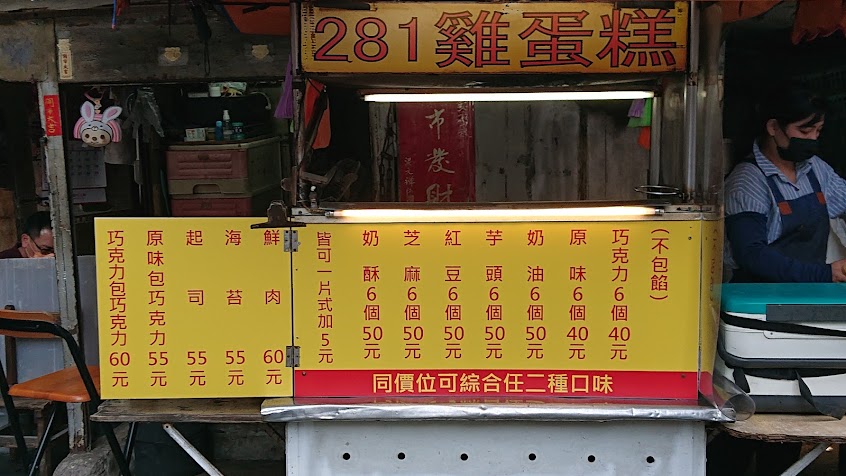 281雞蛋糕
市發財
(不包餡)
巧克力6個40元
原味6個40元
奶油6個50元
芋頭6個50元
紅豆6個50元
芝麻6個50元
奶酥6個50元
皆可一片式加5元
鮮肉60元
海苔55元
起司55元
原味包巧克力55元
巧克力包巧克力60元
同價位可綜合任二種口味